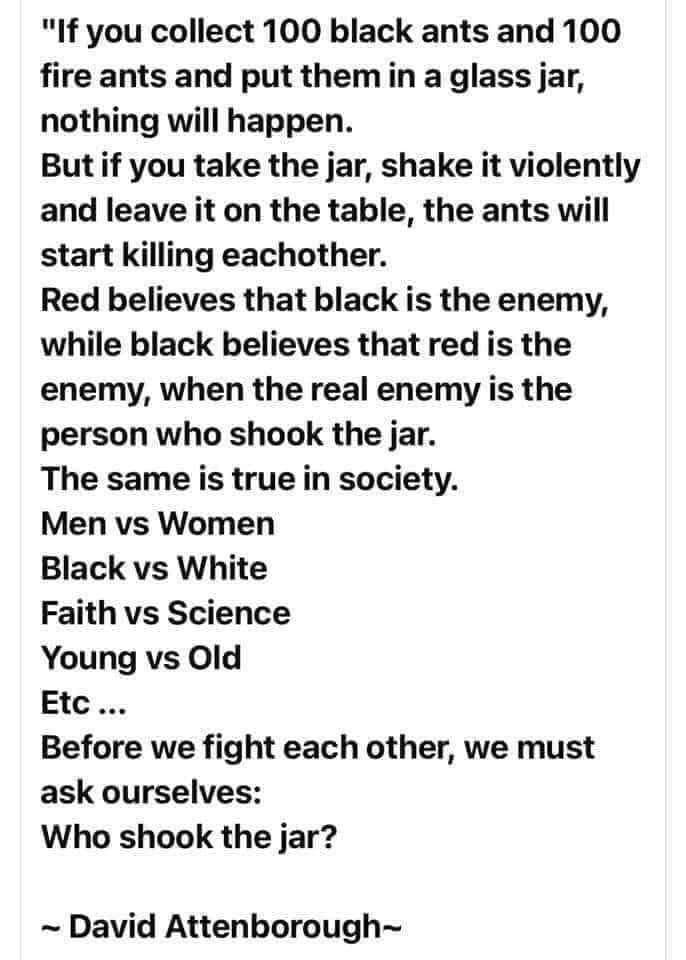 "If you collect 100 black ants and 100
fire ants and put them in a glass jar,
nothing will happen.
But if you take the jar, shake it violently
and leave it on the table, the ants will
start killing eachother.
Red believes that black is the enemy,
while black believes that red is the
enemy, when the real enemy is the
person who shook the jar.
The same is true in society.
Men vs Women
Black vs White
Faith vs Science
Young vs Old
Etc ...
Before we fight each other, we must
ask ourselves:
Who shook the jar?
~ David Attenborough~